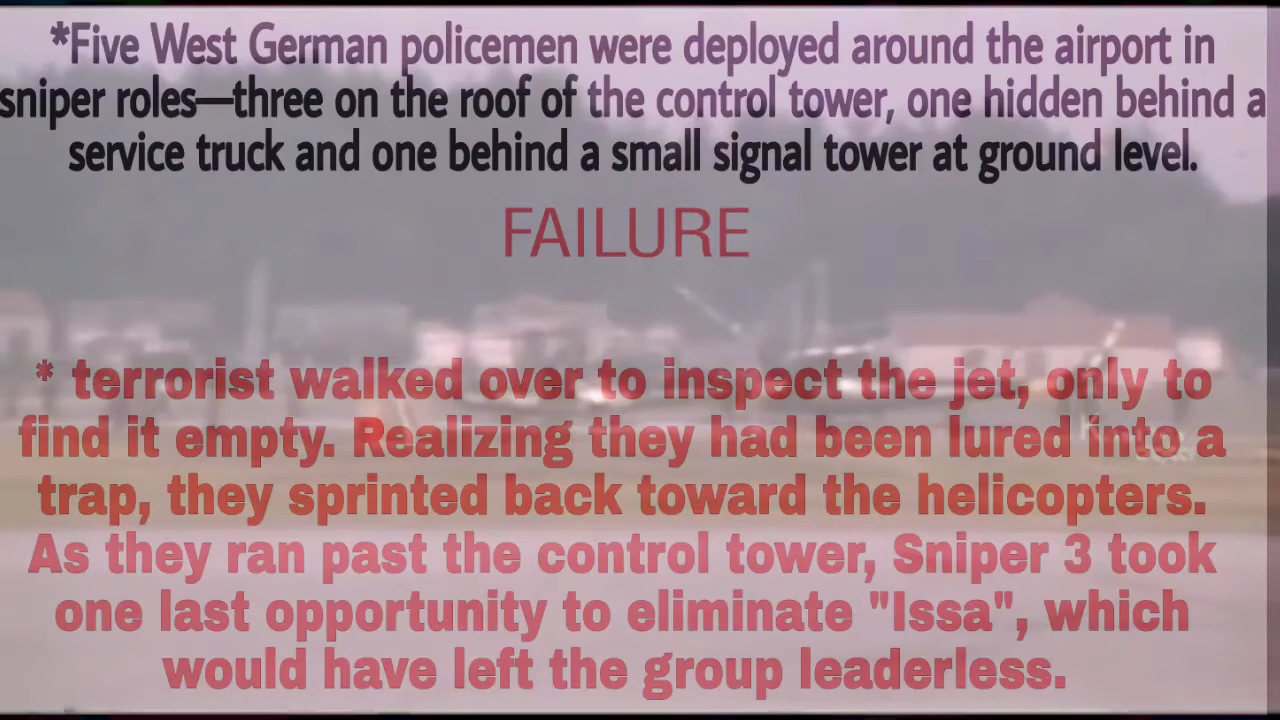 *Five West German policemen were deployed around the airport in
sniper roles—three on the roof of the control tower, one hidden behind a
service truck and one behind a small signal tower at ground level.
FAILURE
* terrorist walked over to inspect the jet, only to
find it empty. Realizing they had been lured into a
trap, they sprinted back toward the helicopters.
As they ran past the control tower, Sniper 3 took
one last opportunity to eliminate "Issa", which
would have left the group leaderless.